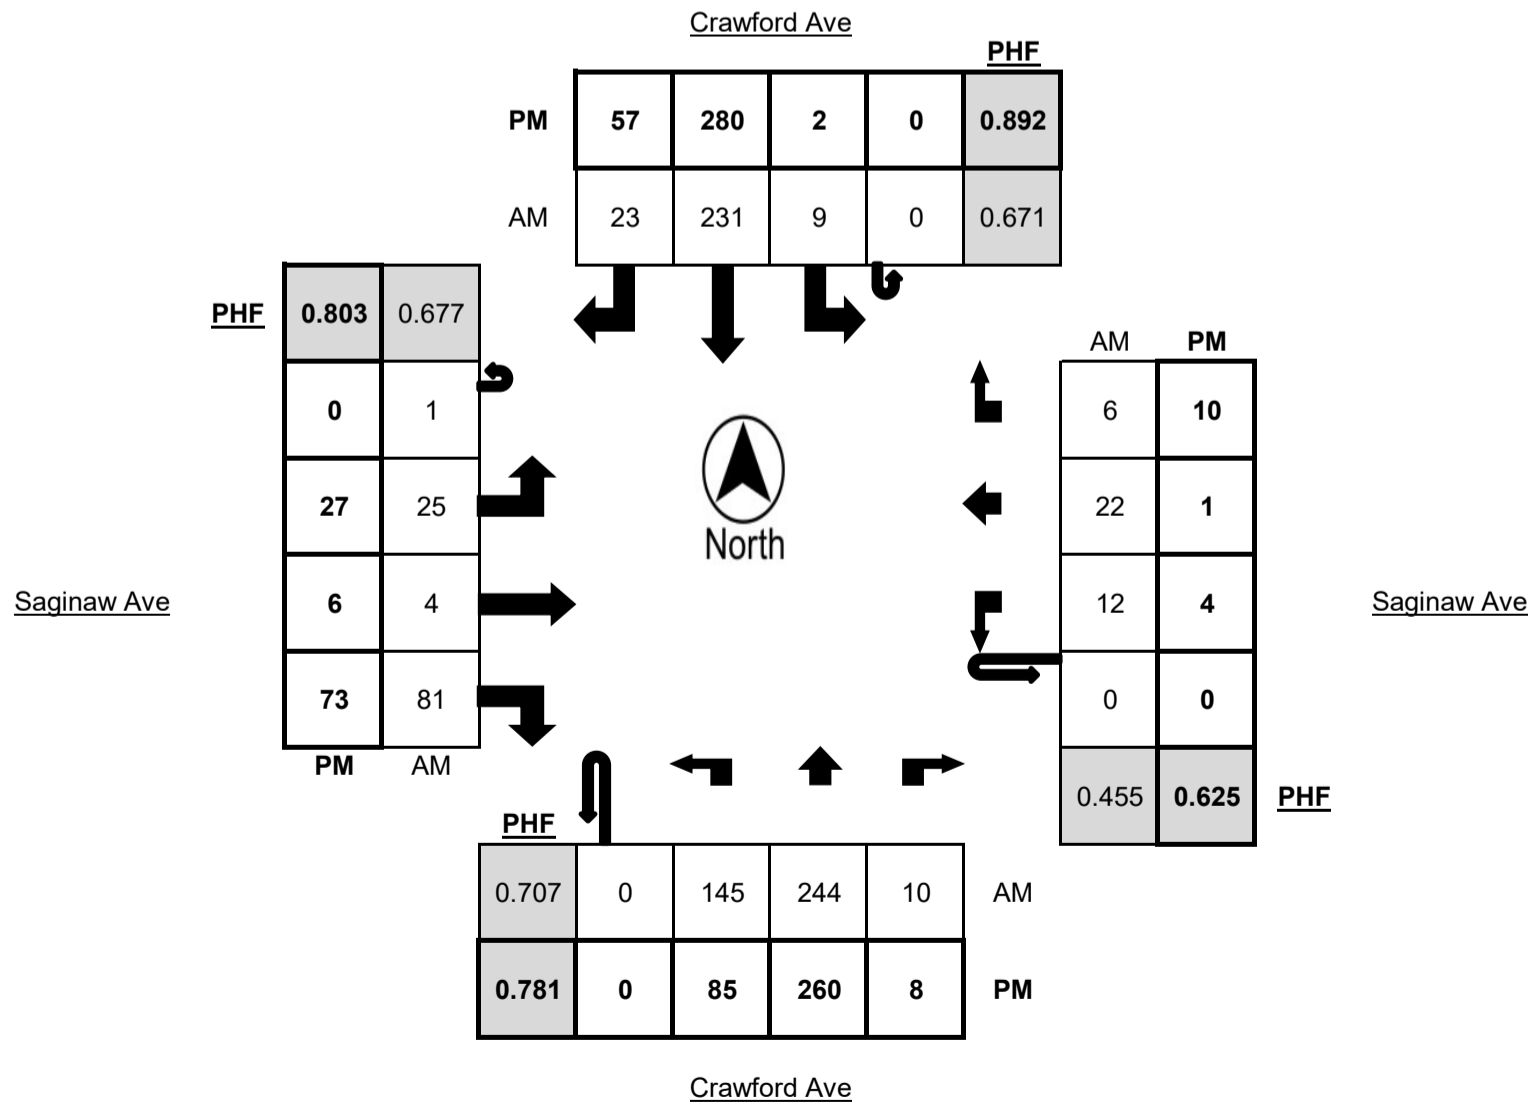 Crawford Ave
PHF
PM 57 280 2 0 0.892
AM 23 231 9 0 0.671
PHF 0.803 0.677
AM PM
0 1
6 10
27 25
22 1
North
Saginaw Ave
6 4
12 4
Saginaw Ave
73 81
0 0
PM AM
0.455 0.625 PHF
PHF
0.707 0 145 244 10 AM
0.781 0 85 260 8 PM
Crawford Ave